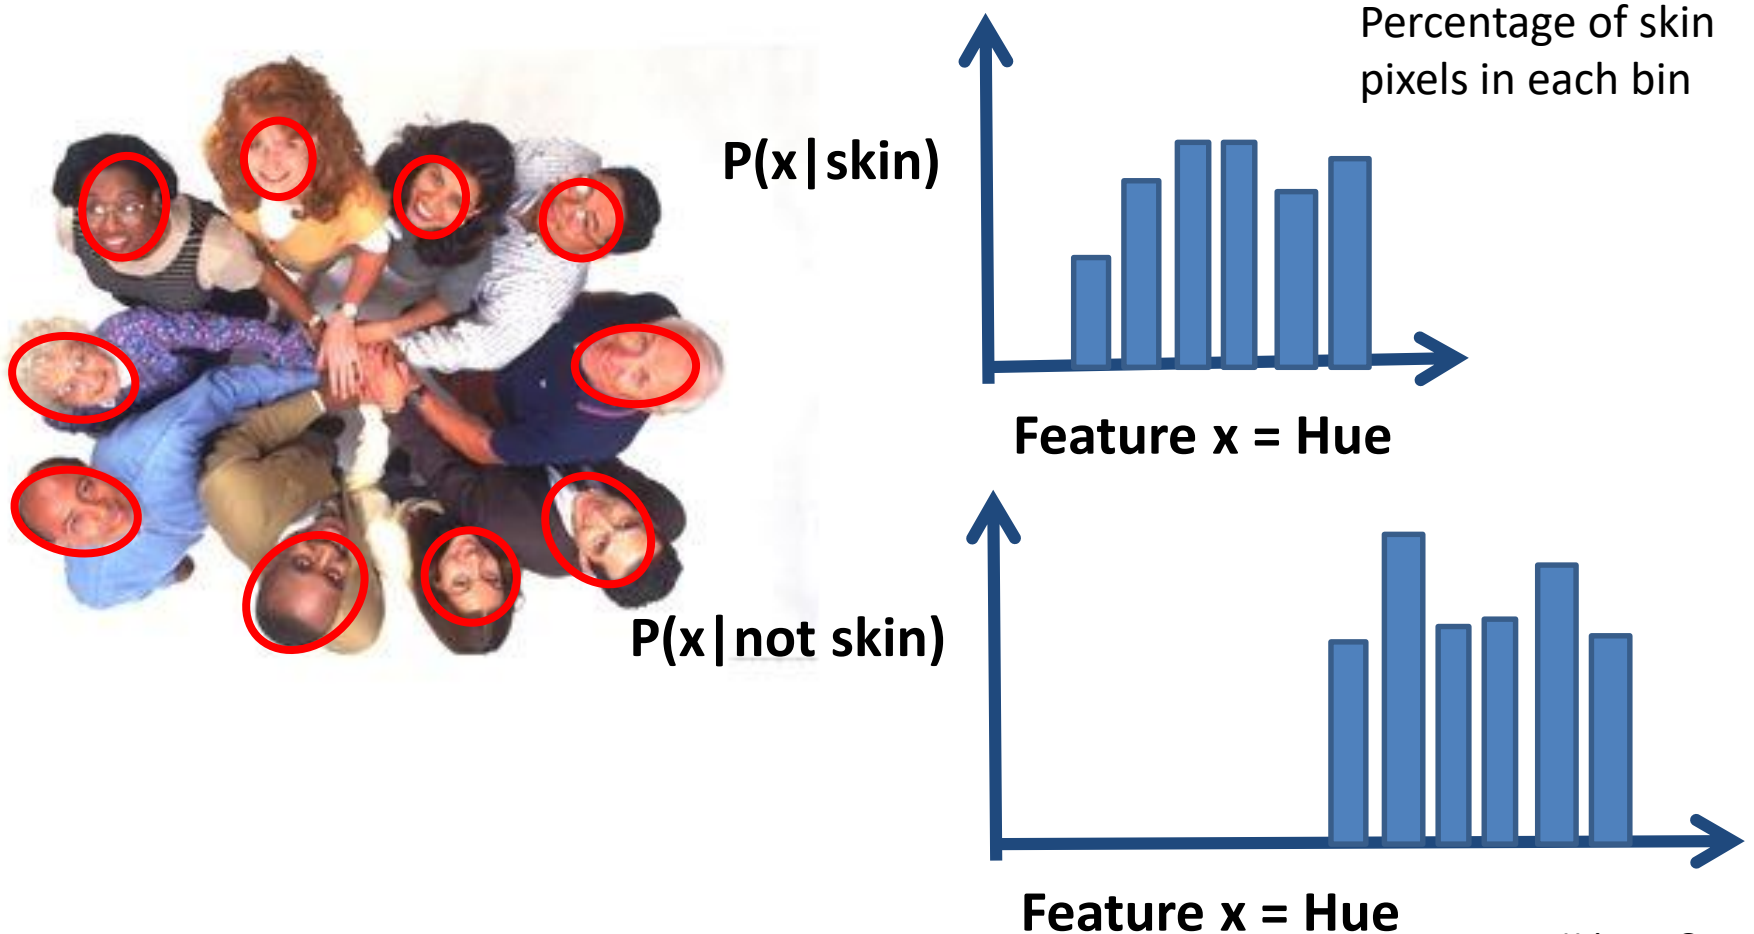 Percentage of skin
pixels in each bin
P(x|skin)
Feature x = Hue
P(x|not skin)
Feature x = Hue